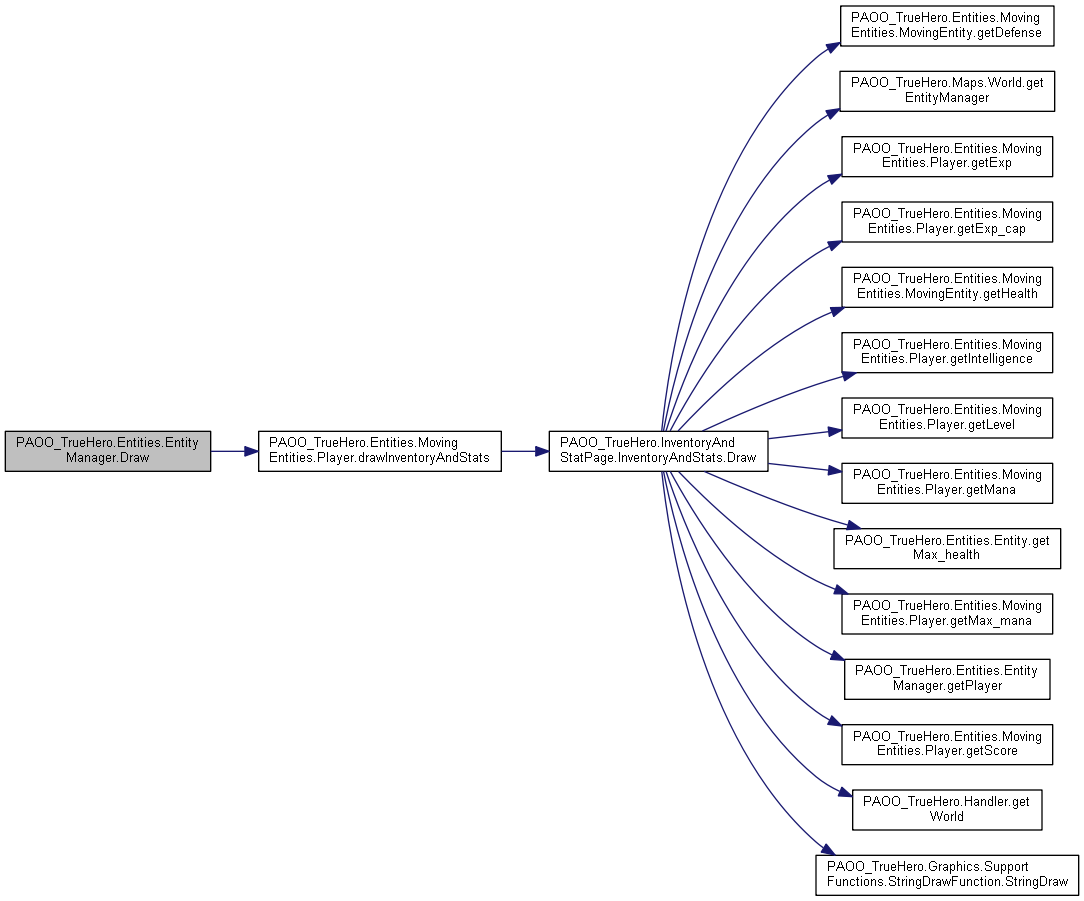 PAOO_TrueHero.Entities.Entity
Manager.Draw
PAOO_TrueHero.Entities.Moving
Entities.Player.drawInventoryAndStats
PAOO_TrueHero.InventoryAnd
StatPage.InventoryAndStats.Draw
PAOO_TrueHero.Entities.Moving
Entities.MovingEntity.getDefense
PAOO_TrueHero.Maps.World.get
EntityManager
PAOO_TrueHero.Entities.Moving
Entities.Player.getExp
PAOO_TrueHero.Entities.Moving
Entities.Player.getExp_cap
PAOO_TrueHero.Entities.Moving
Entities.MovingEntity.getHealth
PAOO_TrueHero.Entities.Moving
Entities.Player.getIntelligence
PAOO_TrueHero.Entities.Moving
Entities.Player.getLevel
PAOO_TrueHero.Entities.Moving
Entities.Player.getMana
PAOO_TrueHero.Entities.Entity.get
Max_health
PAOO_TrueHero.Entities.Moving
Entities.Player.getMax_mana
PAOO_TrueHero.Entities.Entity
Manager.getPlayer
PAOO_TrueHero.Entities.Moving
Entities.Player.getScore
PAOO_TrueHero.Handler.get
World
PAOO_TrueHero.Graphics.Support
Functions.StringDrawFunction.StringDraw